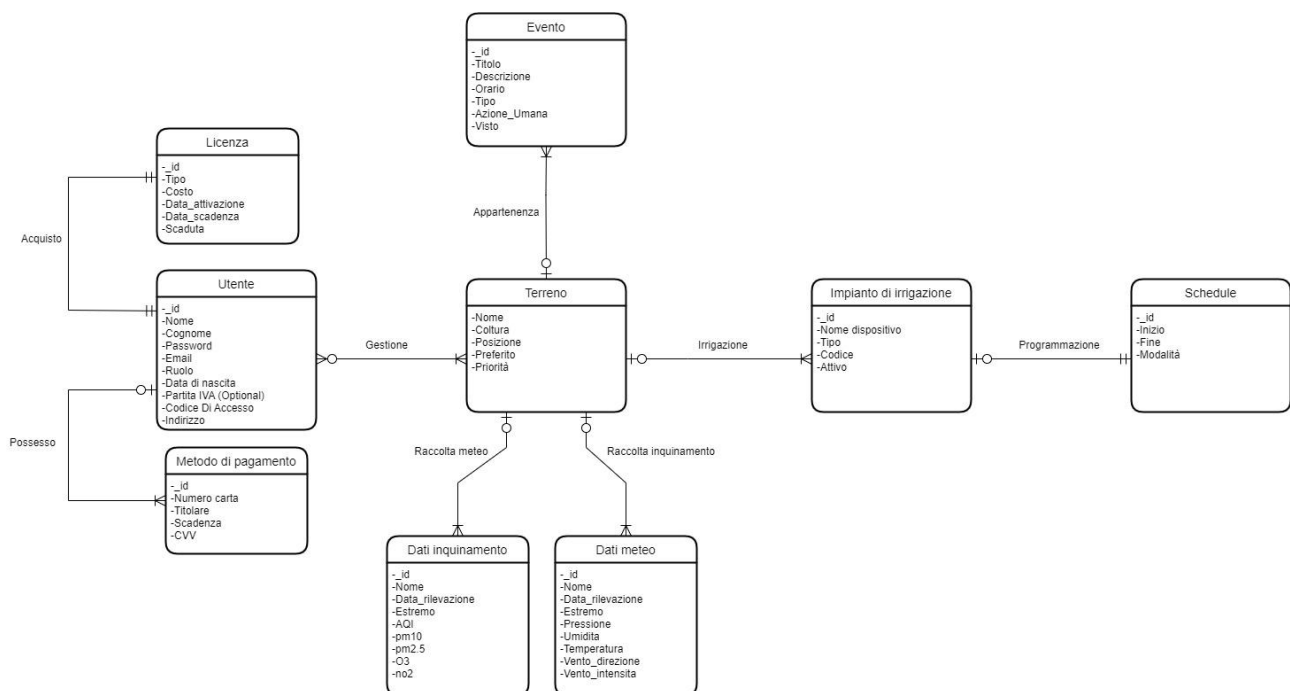 Evento
-_id
-Titolo
-Descrizione
-Orario
-Tipo
-Azione_Umana
-Visto
Licenza
-_id
-Tipo
-Costo
-Data_attivazione
-Data_scadenza
-Scaduta
Acquisto
Appartenenza
Utente
-_id
-Nome
-Cognome
-Password
-Email
-Ruolo
-Data di nascita
-Partita IVA (Optional)
-Codice Di Accesso
-Indirizzo
Gestione
Terreno
-Nome
-Coltura
-Posizione
-Preferito
-Priorità
Irrigazione
Impianto di irrigazione
-_id
-Nome dispositivo
-Tipo
-Codice
-Attivo
Programmazione
Schedule
-_id
-Inizio
-Fine
-Modalità
Possesso
Metodo di pagamento
-_id
-Numero carta
-Titolare
-Scadenza
-CVV
Raccolta meteo
Raccolta inquinamento
Dati inquinamento
-_id
-Nome
-Data_rilevazione
-Estremo
-AQI
-pm10
-pm2.5
-O3
-no2
Dati meteo
-_id
-Nome
-Data_rilevazione
-Estremo
-Pressione
-Umidita
-Temperatura
-Vento_direzione
-Vento_intensita